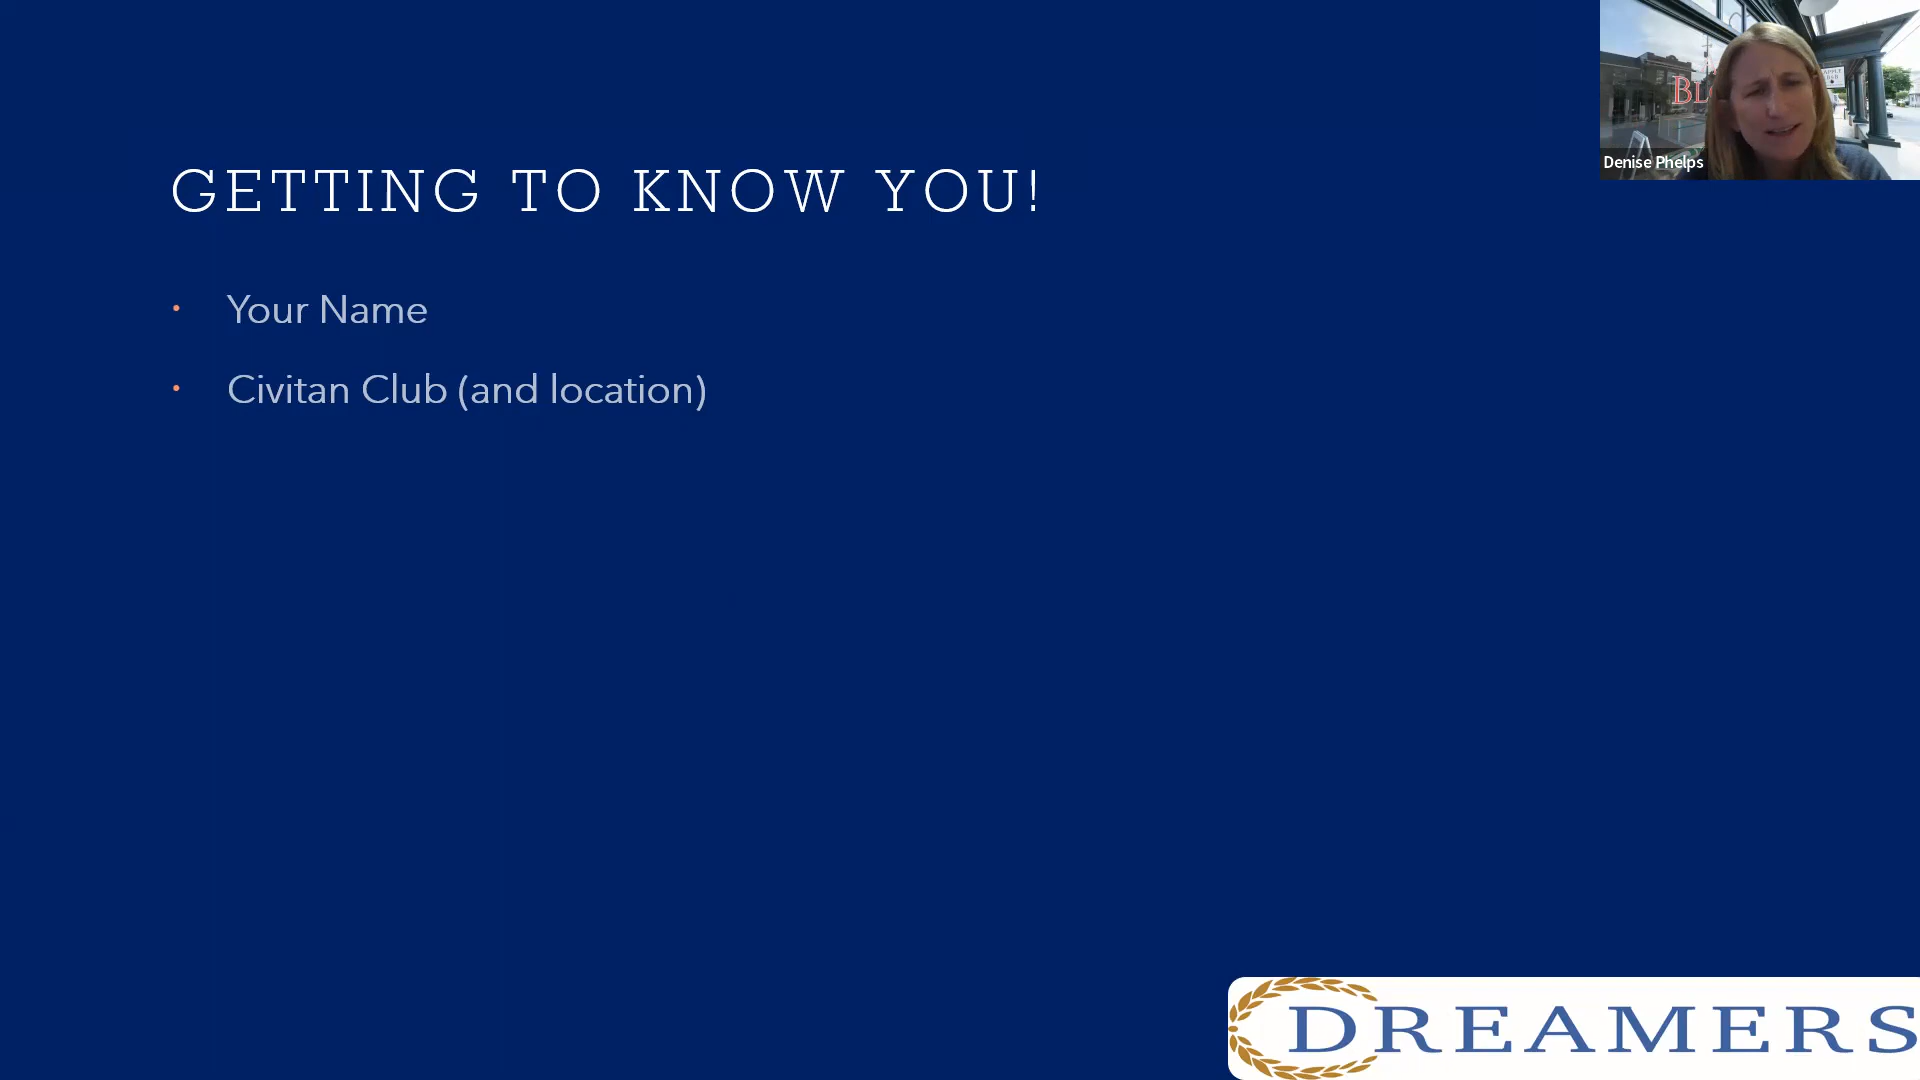 GETTING TO KNOW YOU!
• Your Name
• Civitan Club (and location)
Denise Phelps
DREAMERS